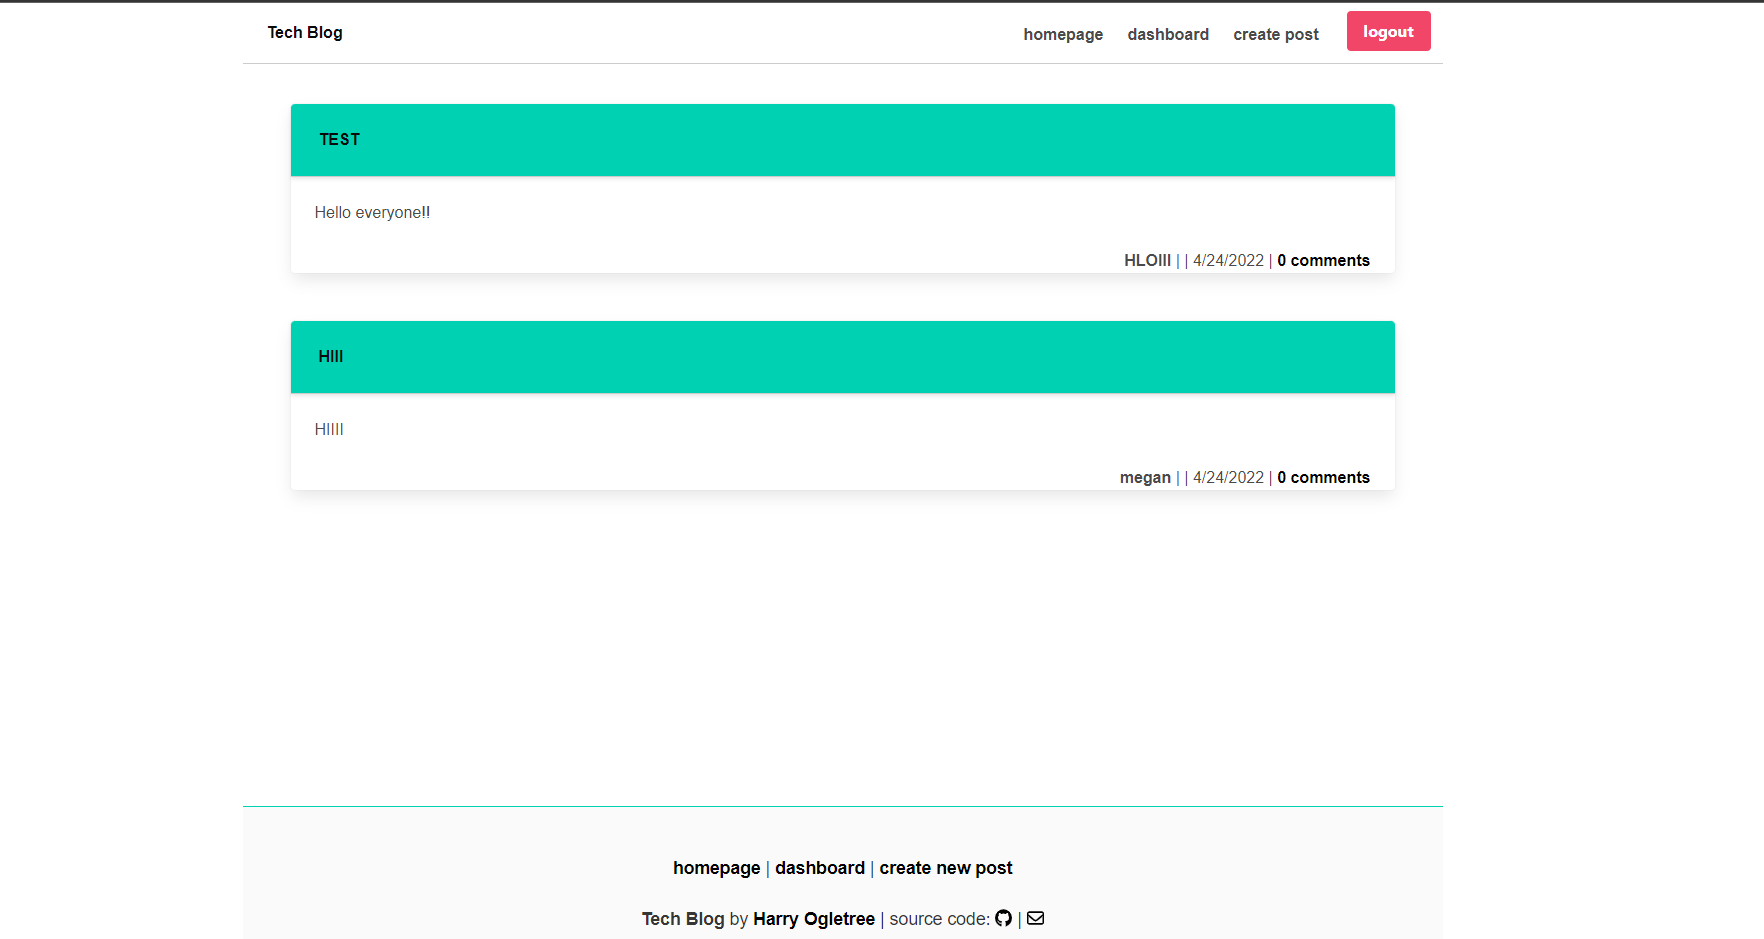 Tech Blog homepage dashboard create post logout
TEST
Hello everyone!!
HLOIII | | 4/24/2022 | 0 comments
HIII
HIIII
megan | | 4/24/2022 | 0 comments
homepage | dashboard | create new post
Tech Blog by Harry Ogletree | source code: |